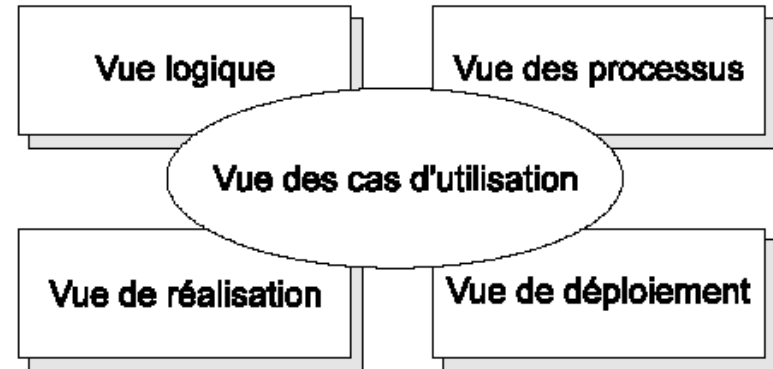 Vue logique
Vue des processus
Vue des cas d'utilisation
Vue de réalisation
Vue de déploiement